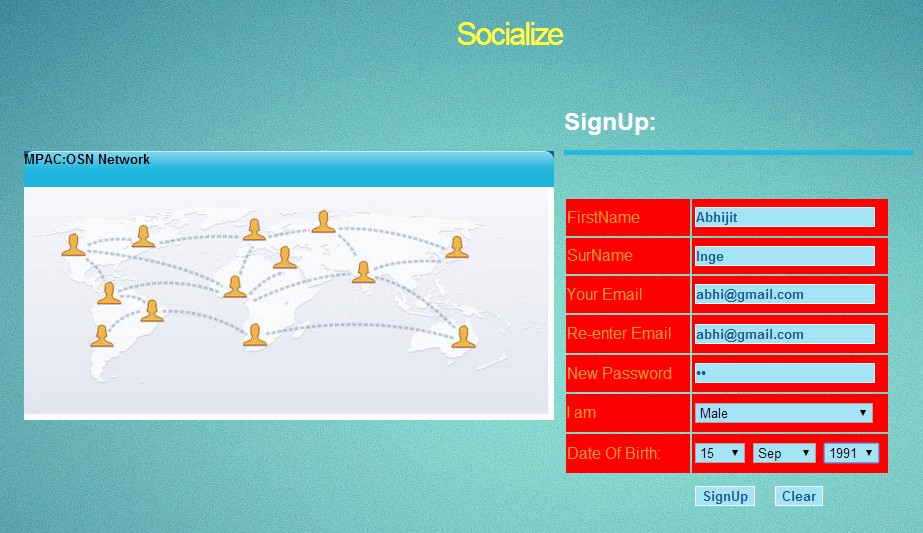 Socialize
SignUp:
MPAC:OSN Network
FirstName Abhijit
SurName Inge
Your Email abhi@gmail.com
Re-enter Email abhi@gmail.com
New Password ••
I am Male
Date Of Birth: 15 Sep 1991
SignUp Clear